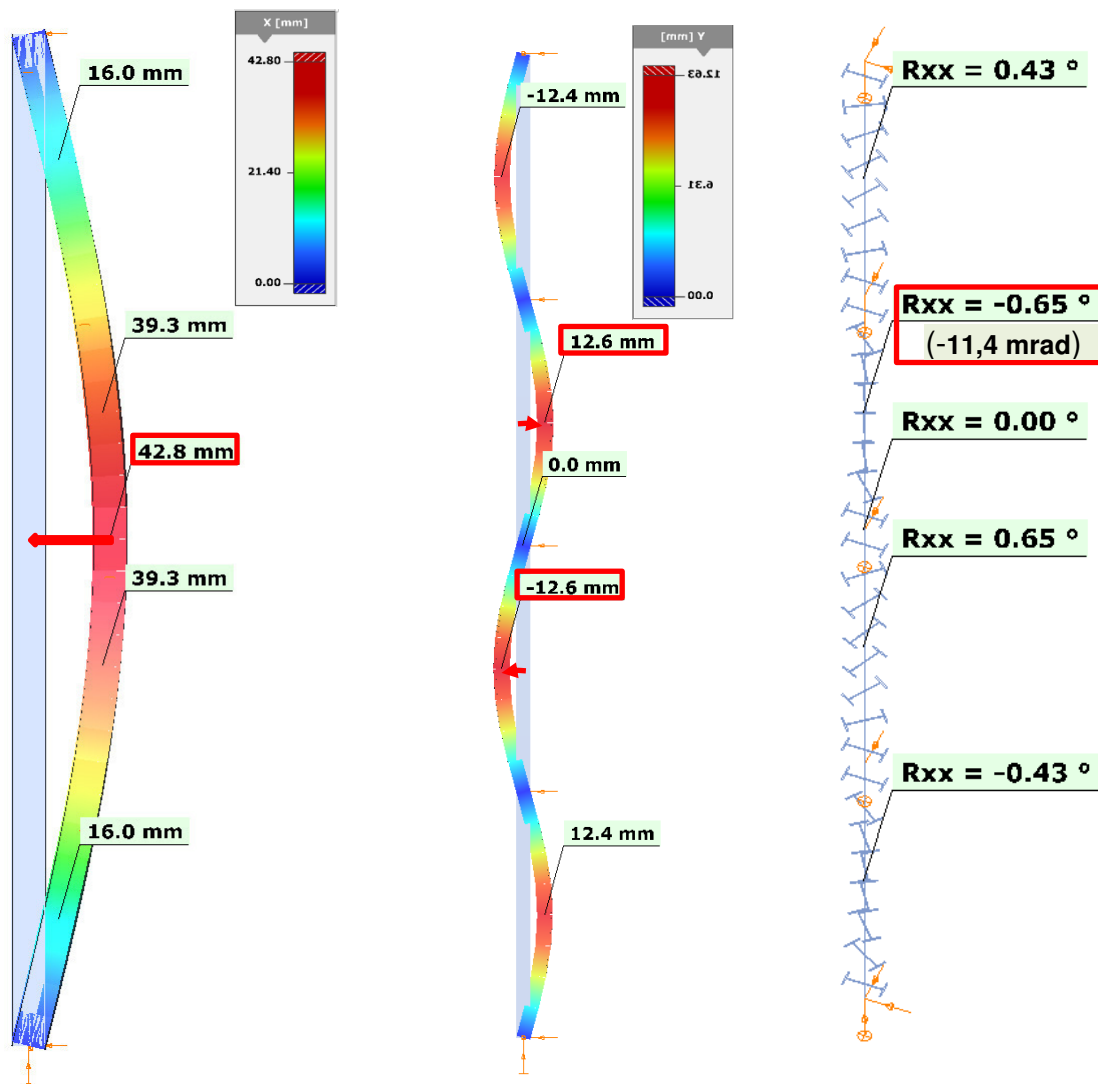 X [mm]
42.80
21.40
0.00
16.0 mm
39.3 mm
42.8 mm
39.3 mm
16.0 mm
[mm] Y
12.63
6.31
0.00
-12.4 mm
12.6 mm
0.0 mm
-12.6 mm
12.4 mm
Rxx = 0.43 °
Rxx = -0.65 °
(-11,4 mrad)
Rxx = 0.00 °
Rxx = 0.65 °
Rxx = -0.43 °